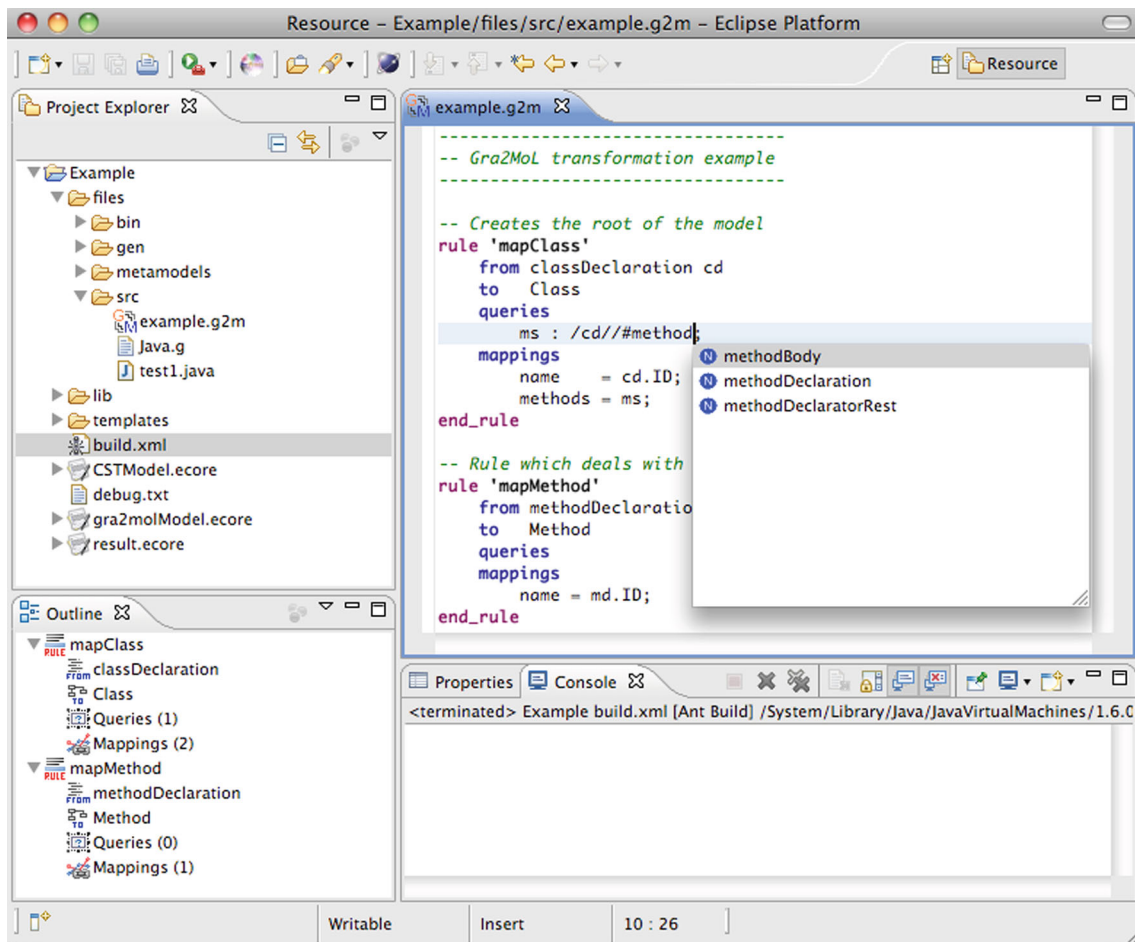 Resource – Example/files/src/example.g2m – Eclipse Platform
Resource
Project Explorer
Example
files
bin
gen
metamodels
src
example.g2m
Java.g
test1.java
lib
templates
build.xml
CSTModel.ecore
debug.txt
gra2molModel.ecore
result.ecore
example.g2m
----------------------------------
-- Gra2MoL transformation example
----------------------------------
-- Creates the root of the model
rule 'mapClass'
from classDeclaration cd
to Class
queries
ms : /cd//#method;
mappings
name = cd.ID;
methods = ms;
end_rule
-- Rule which deals with
rule 'mapMethod'
from methodDeclaratio
to Method
queries
mappings
name = md.ID;
end_rule
methodBody
methodDeclaration
methodDeclaratorRest
Outline
RULE mapClass
From classDeclaration
TO Class
Queries (1)
Mappings (2)
RULE mapMethod
From methodDeclaration
TO Method
Queries (0)
Mappings (1)
Properties Console
<terminated> Example build.xml [Ant Build] /System/Library/Java/JavaVirtualMachines/1.6.0
Writable Insert 10 : 26